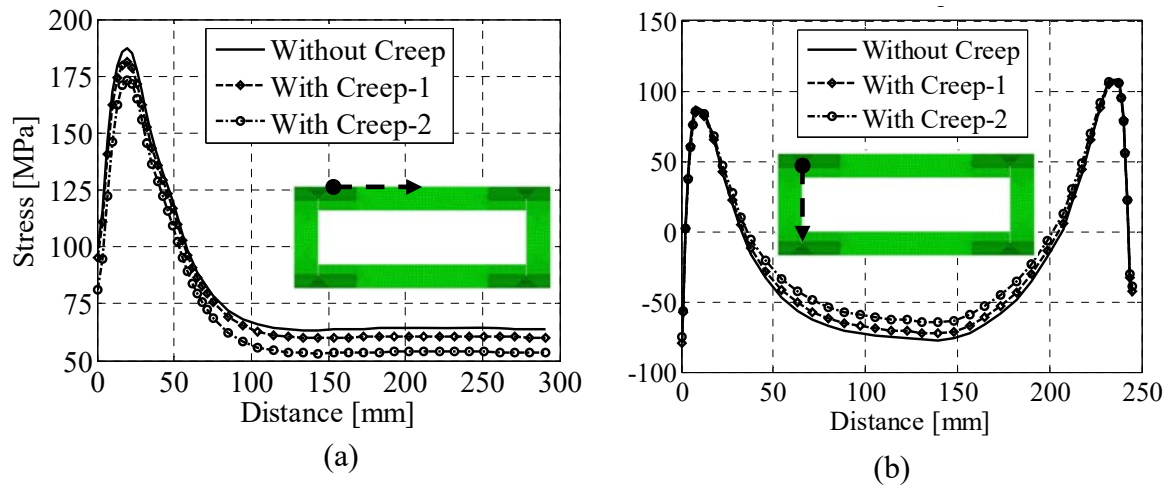 200
175
150
125
100
75
50
Stress [MPa]
Without Creep
With Creep-1
With Creep-2
0 50 100 150 200 250 300
Distance [mm]
(a)
150
100
50
0
-50
-100
Without Creep
With Creep-1
With Creep-2
0 50 100 150 200 250
Distance [mm]
(b)